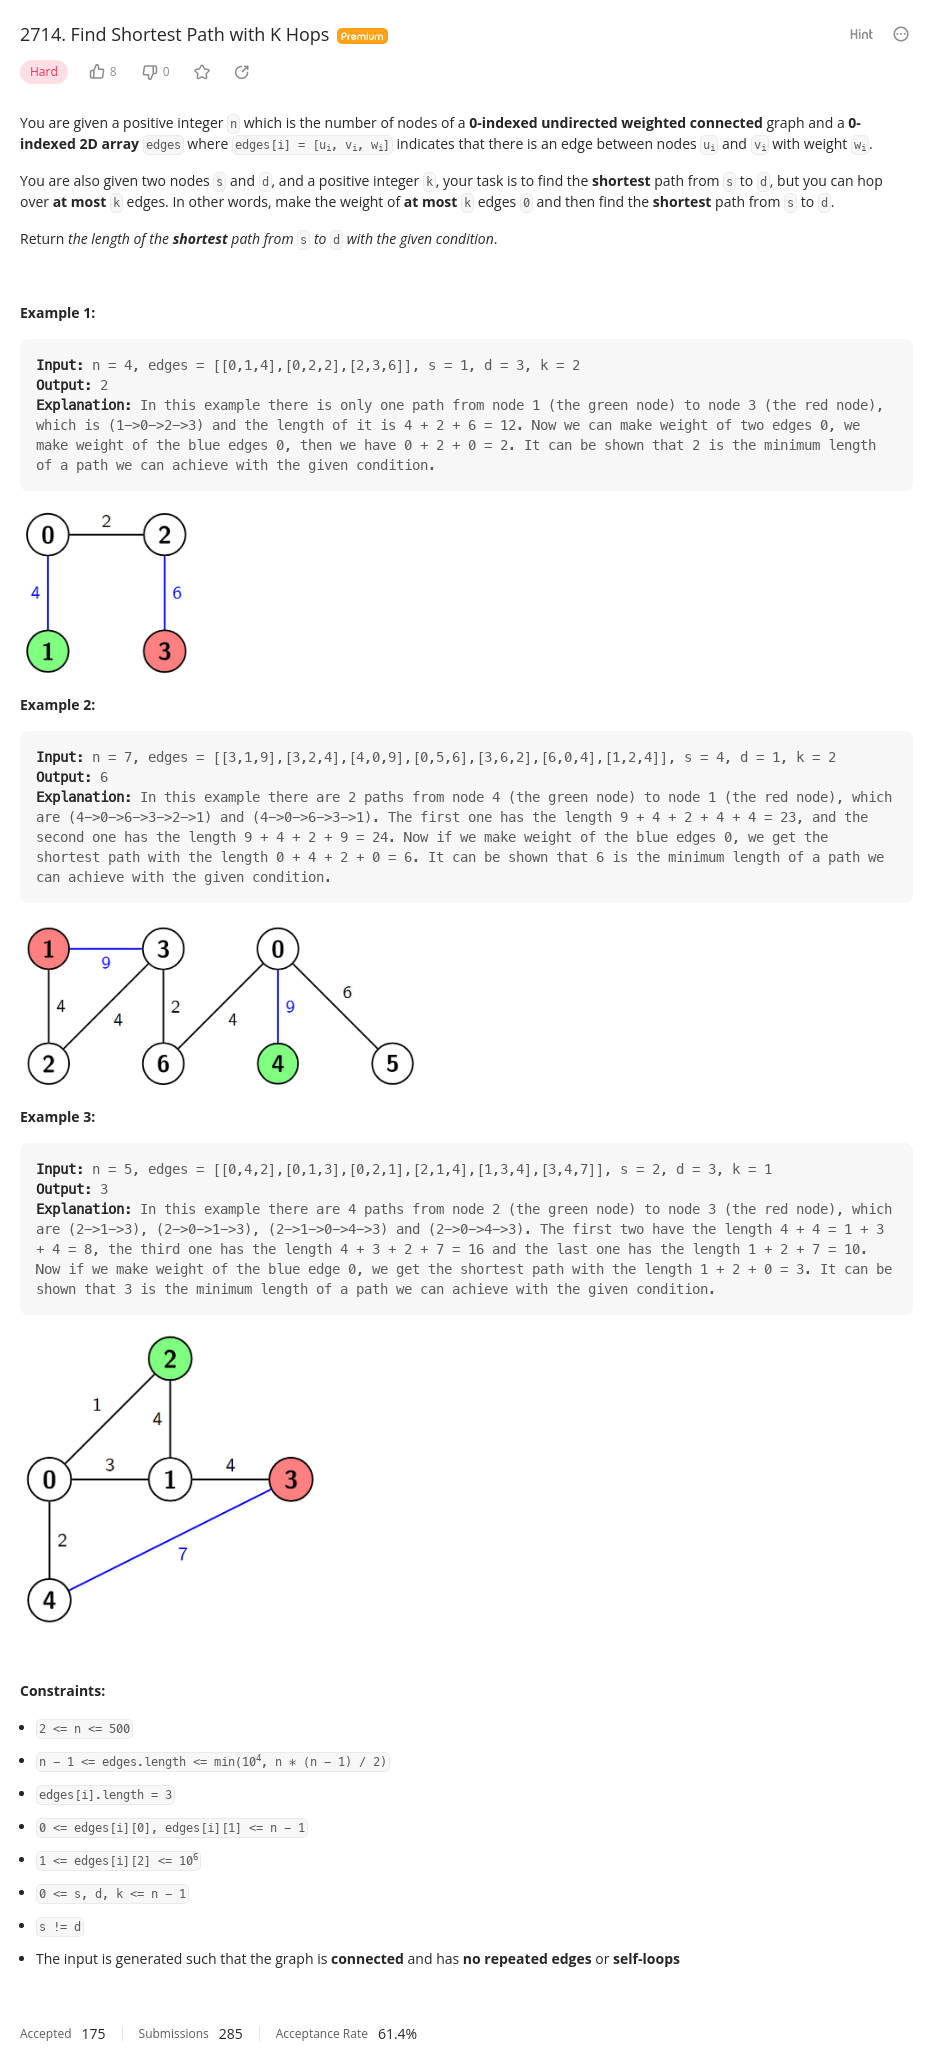 2714. Find Shortest Path with K Hops Premium Hint
Hard 8 0
You are given a positive integer n which is the number of nodes of a 0-indexed undirected weighted connected graph and a 0-
indexed 2D array edges where edges[i] = [ui, vi, wi] indicates that there is an edge between nodes ui and vi with weight wi.
You are also given two nodes s and d, and a positive integer k, your task is to find the shortest path from s to d, but you can hop
over at most k edges. In other words, make the weight of at most k edges 0 and then find the shortest path from s to d.
Return the length of the shortest path from s to d with the given condition.
Example 1:
Input: n = 4, edges = [[0,1,4],[0,2,2],[2,3,6]], s = 1, d = 3, k = 2
Output: 2
Explanation: In this example there is only one path from node 1 (the green node) to node 3 (the red node),
which is (1->0->2->3) and the length of it is 4 + 2 + 6 = 12. Now we can make weight of two edges 0, we
make weight of the blue edges 0, then we have 0 + 2 + 0 = 2. It can be shown that 2 is the minimum length
of a path we can achieve with the given condition.
2
0 2
4 6
1 3
Example 2:
Input: n = 7, edges = [[3,1,9],[3,2,4],[4,0,9],[0,5,6],[3,6,2],[6,0,4],[1,2,4]], s = 4, d = 1, k = 2
Output: 6
Explanation: In this example there are 2 paths from node 4 (the green node) to node 1 (the red node), which
are (4->0->6->3->2->1) and (4->0->6->3->1). The first one has the length 9 + 4 + 2 + 4 + 4 = 23, and the
second one has the length 9 + 4 + 2 + 9 = 24. Now if we make weight of the blue edges 0, we get the
shortest path with the length 0 + 4 + 2 + 0 = 6. It can be shown that 6 is the minimum length of a path we
can achieve with the given condition.
1 3 0
9
6
4 2 9
4 4
2 6 4 5
Example 3:
Input: n = 5, edges = [[0,4,2],[0,1,3],[0,2,1],[2,1,4],[1,3,4],[3,4,7]], s = 2, d = 3, k = 1
Output: 3
Explanation: In this example there are 4 paths from node 2 (the green node) to node 3 (the red node), which
are (2->1->3), (2->0->1->3), (2->1->0->4->3) and (2->0->4->3). The first two have the length 4 + 4 = 1 + 3
+ 4 = 8, the third one has the length 4 + 3 + 2 + 7 = 16 and the last one has the length 1 + 2 + 7 = 10.
Now if we make weight of the blue edge 0, we get the shortest path with the length 1 + 2 + 0 = 3. It can be
shown that 3 is the minimum length of a path we can achieve with the given condition.
2
1
4
3 4
0 1 3
2
7
4
Constraints:
2 <= n <= 500
n - 1 <= edges.length <= min(10^4, n * (n - 1) / 2)
edges[i].length = 3
0 <= edges[i][0], edges[i][1] <= n - 1
1 <= edges[i][2] <= 10^6
0 <= s, d, k <= n - 1
s != d
The input is generated such that the graph is connected and has no repeated edges or self-loops
Accepted 175 Submissions 285 Acceptance Rate 61.4%